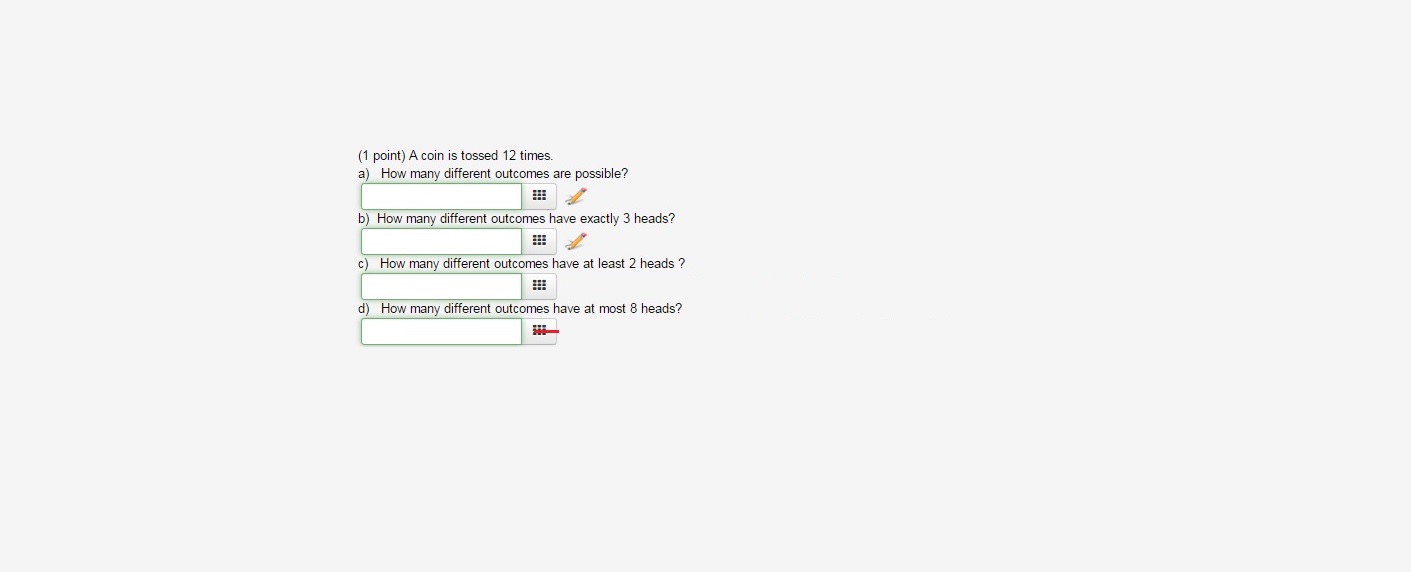 (1 point) A coin is tossed 12 times.
a) How many different outcomes are possible?
b) How many different outcomes have exactly 3 heads?
c) How many different outcomes have at least 2 heads ?
d) How many different outcomes have at most 8 heads?